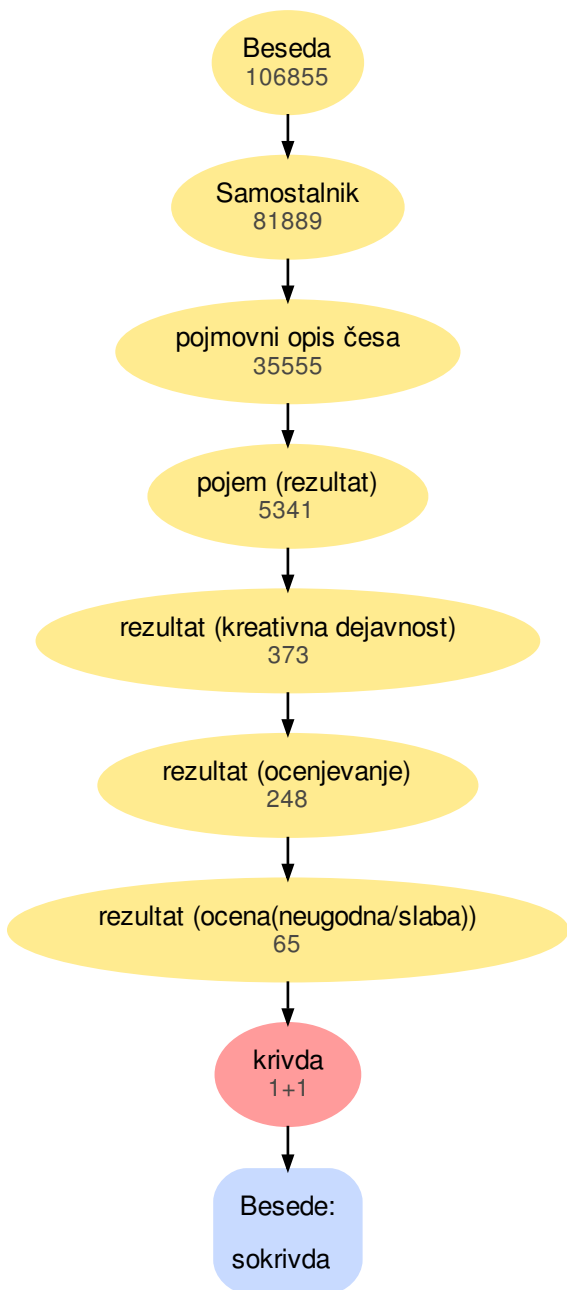 Beseda
106855
Samostalnik
81889
pojmovni opis česa
35555
pojem (rezultat)
5341
rezultat (kreativna dejavnost)
373
rezultat (ocenjevanje)
248
rezultat (ocena(neugodna/slaba))
65
krivda
1+1
Besede:
sokrivda